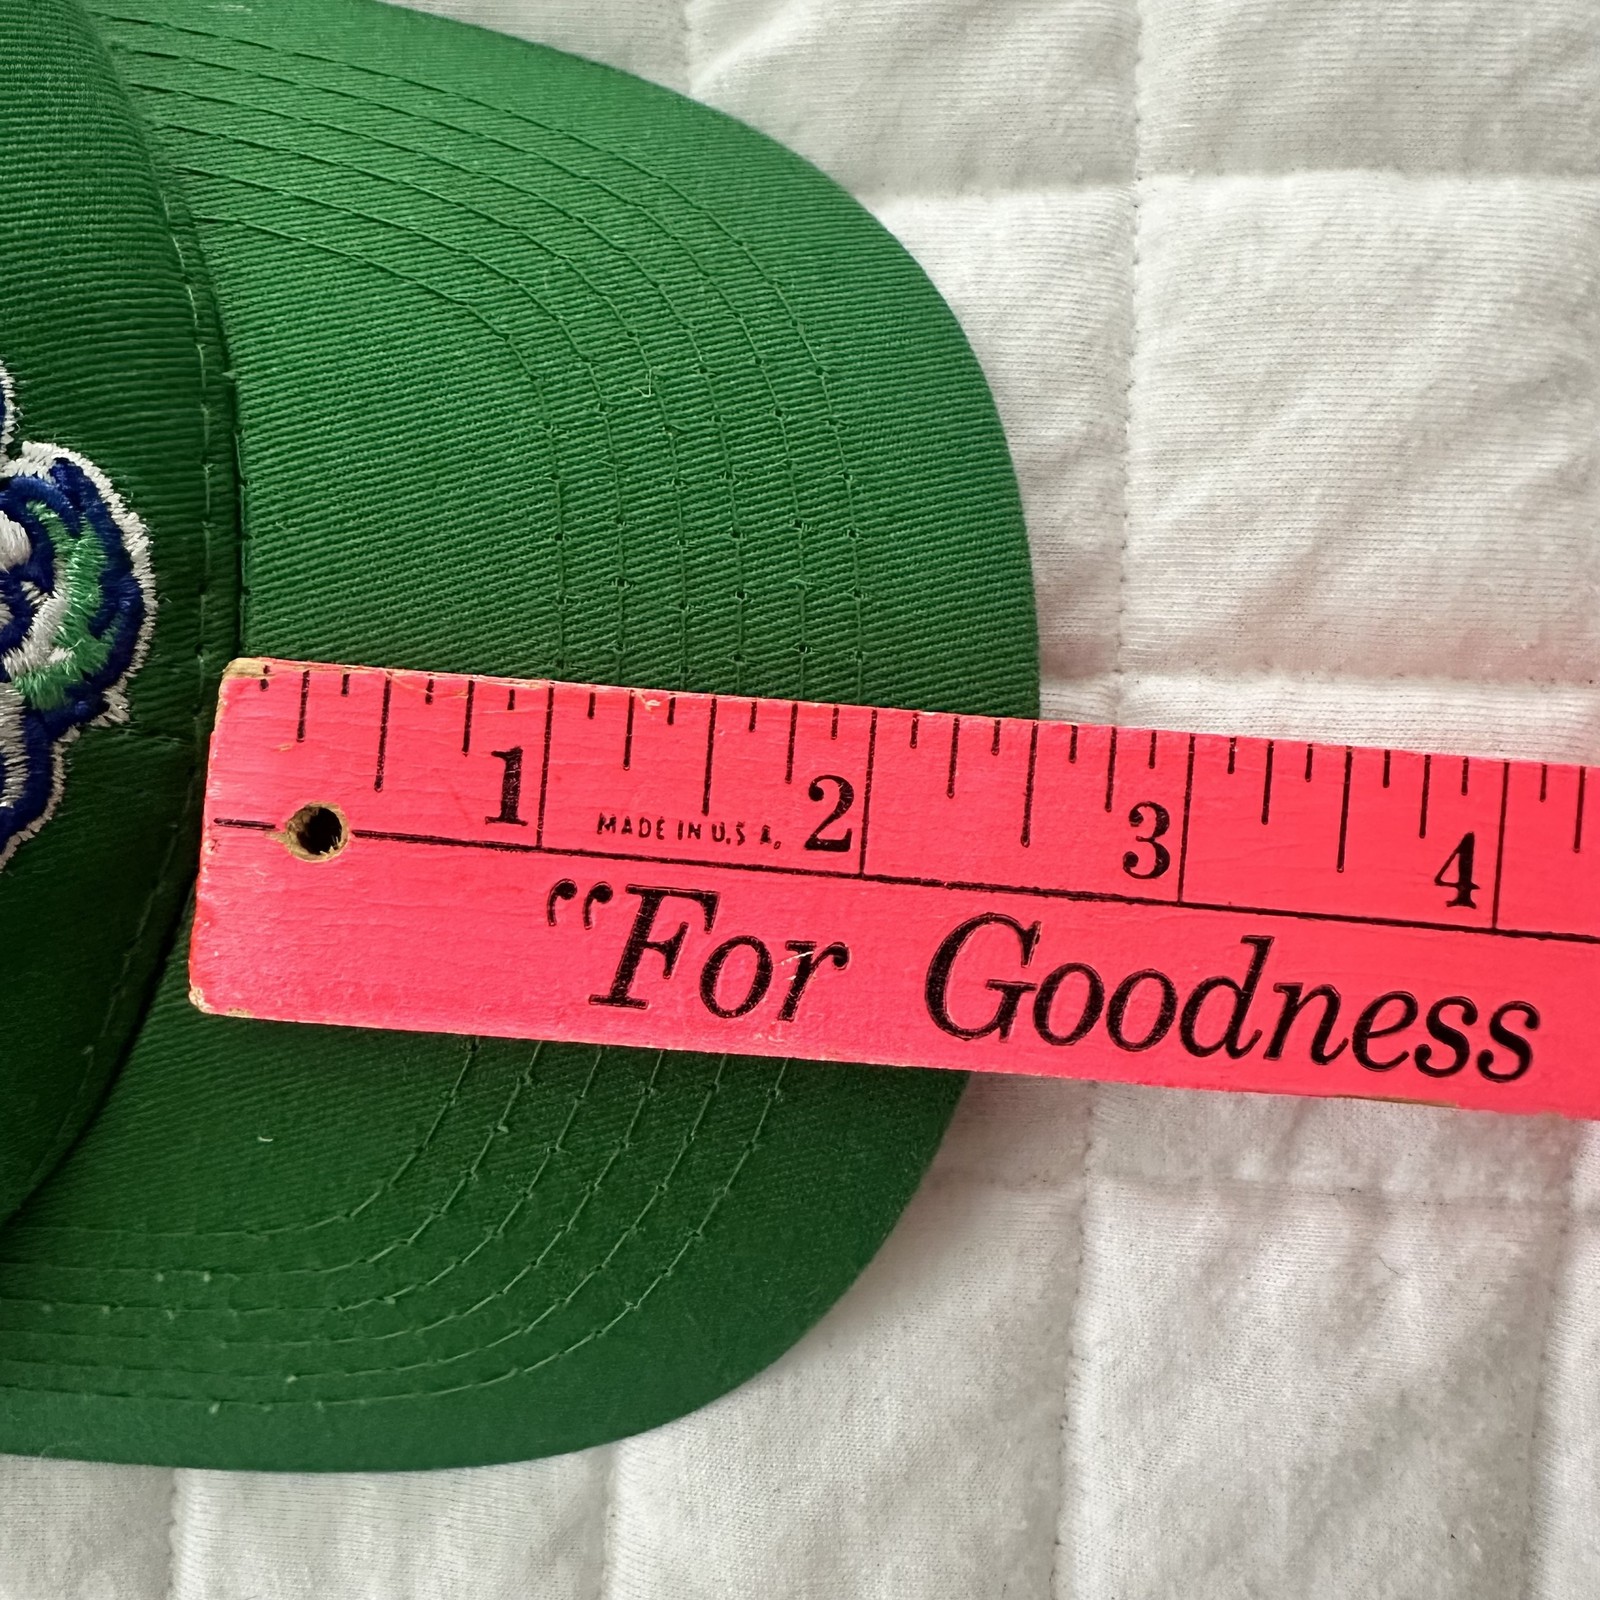 1 2 3 4
MADE IN U.S.A.
“For Goodness